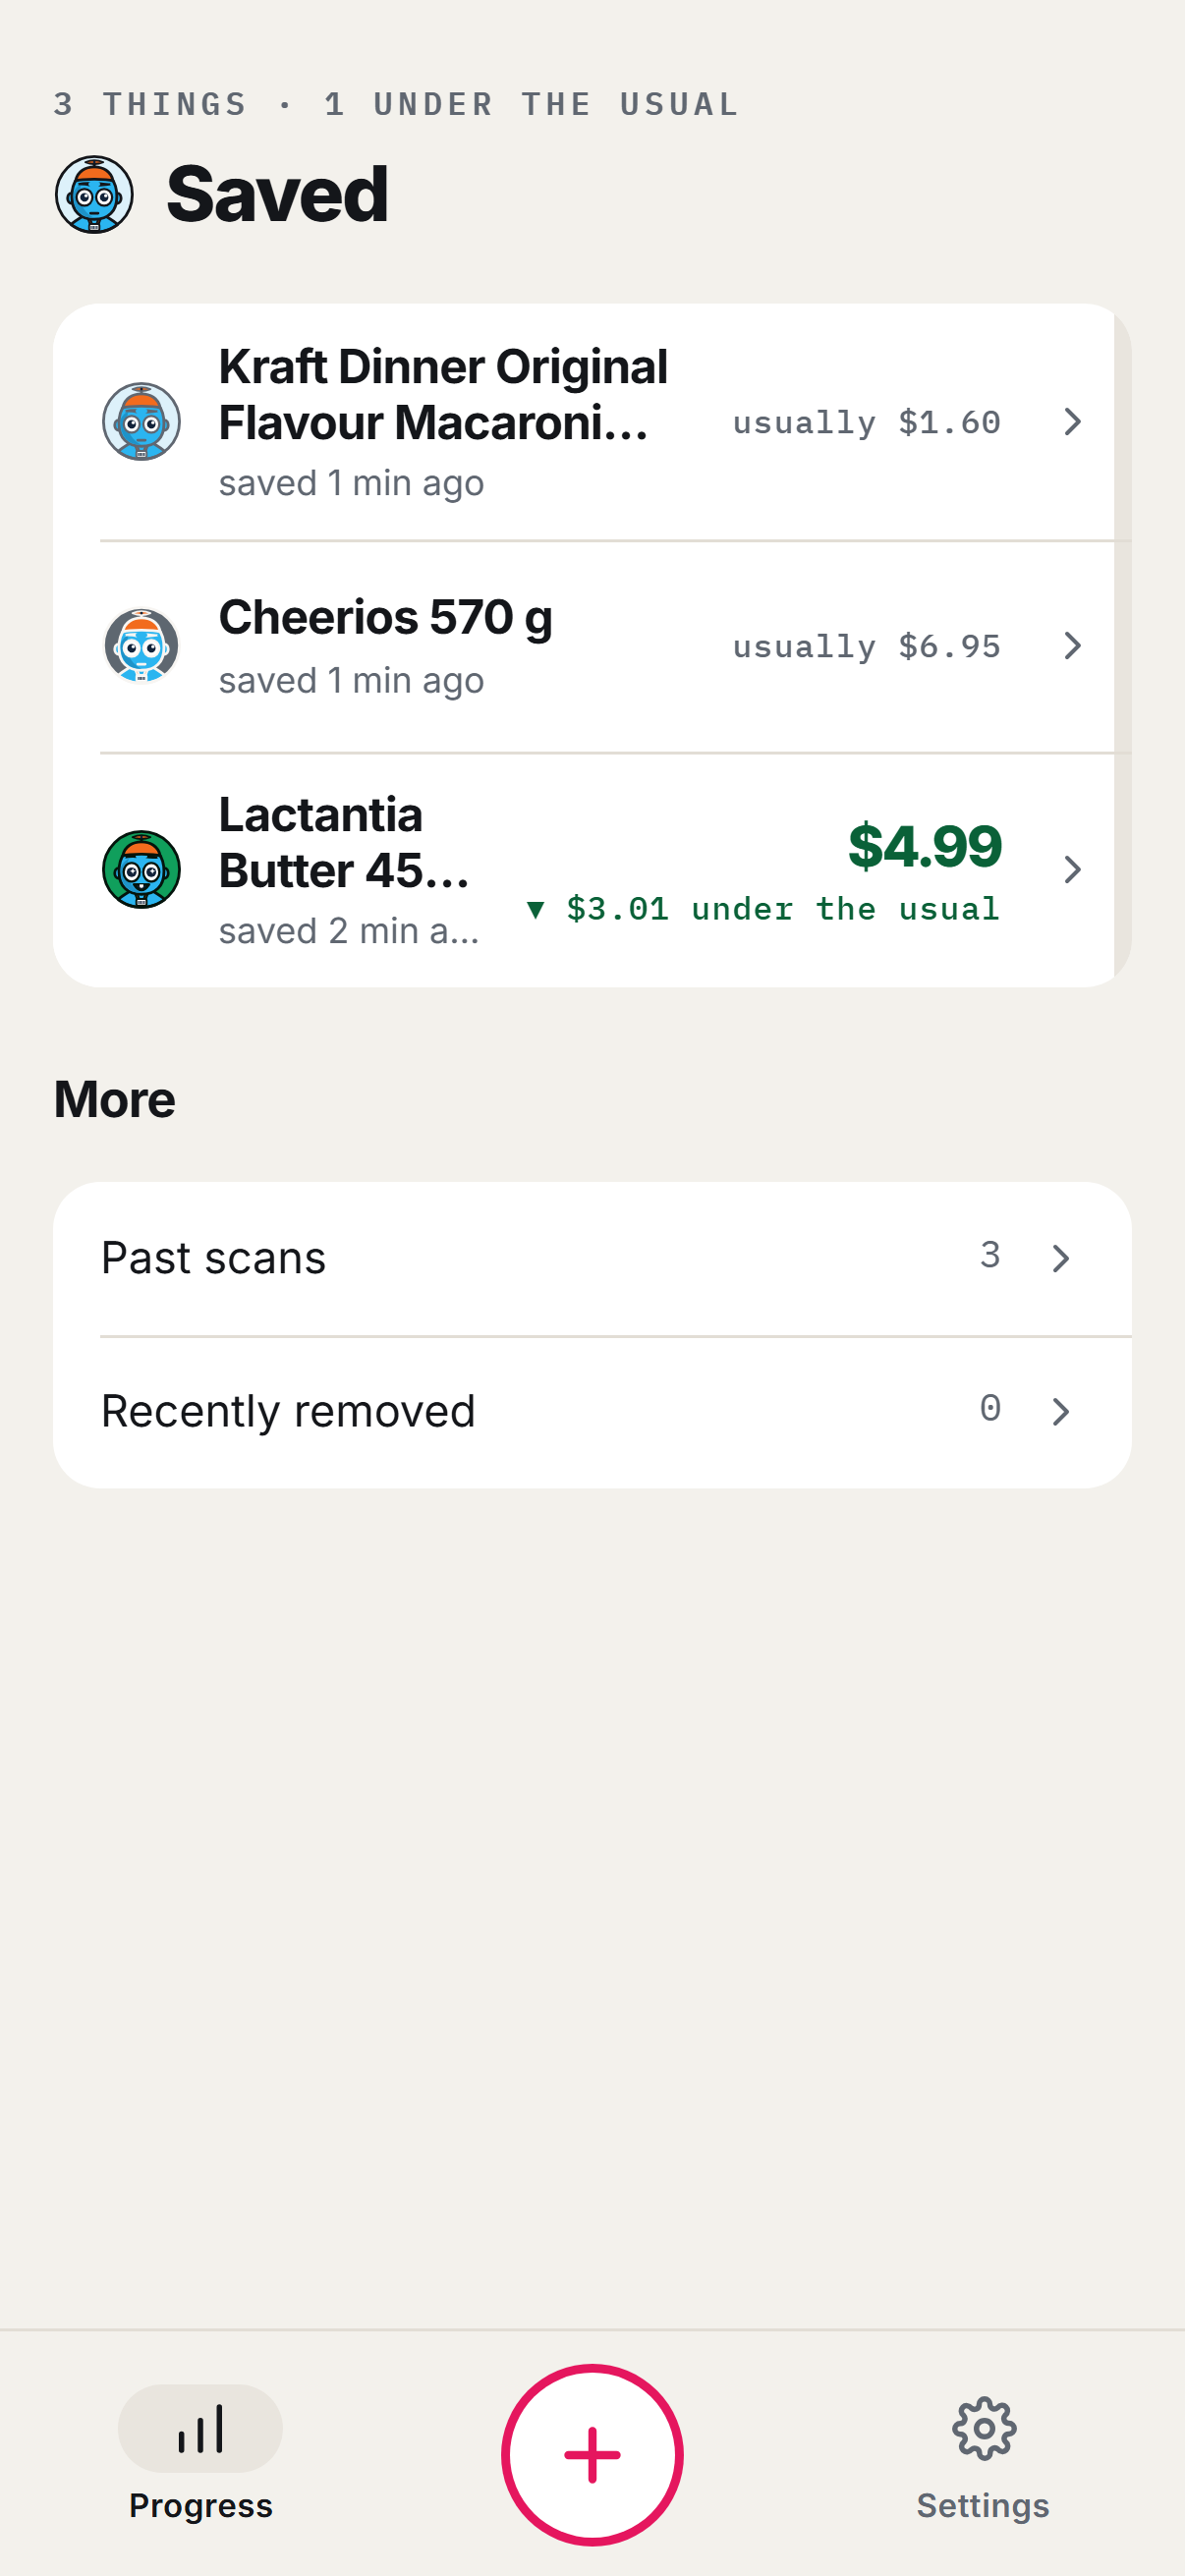 3 THINGS · 1 UNDER THE USUAL
Saved
Kraft Dinner Original
Flavour Macaroni...
saved 1 min ago
usually $1.60
Cheerios 570 g
saved 1 min ago
usually $6.95
Lactantia
Butter 45...
saved 2 min a...
$4.99
▼ $3.01 under the usual
More
Past scans
3
Recently removed
0
Progress
Settings